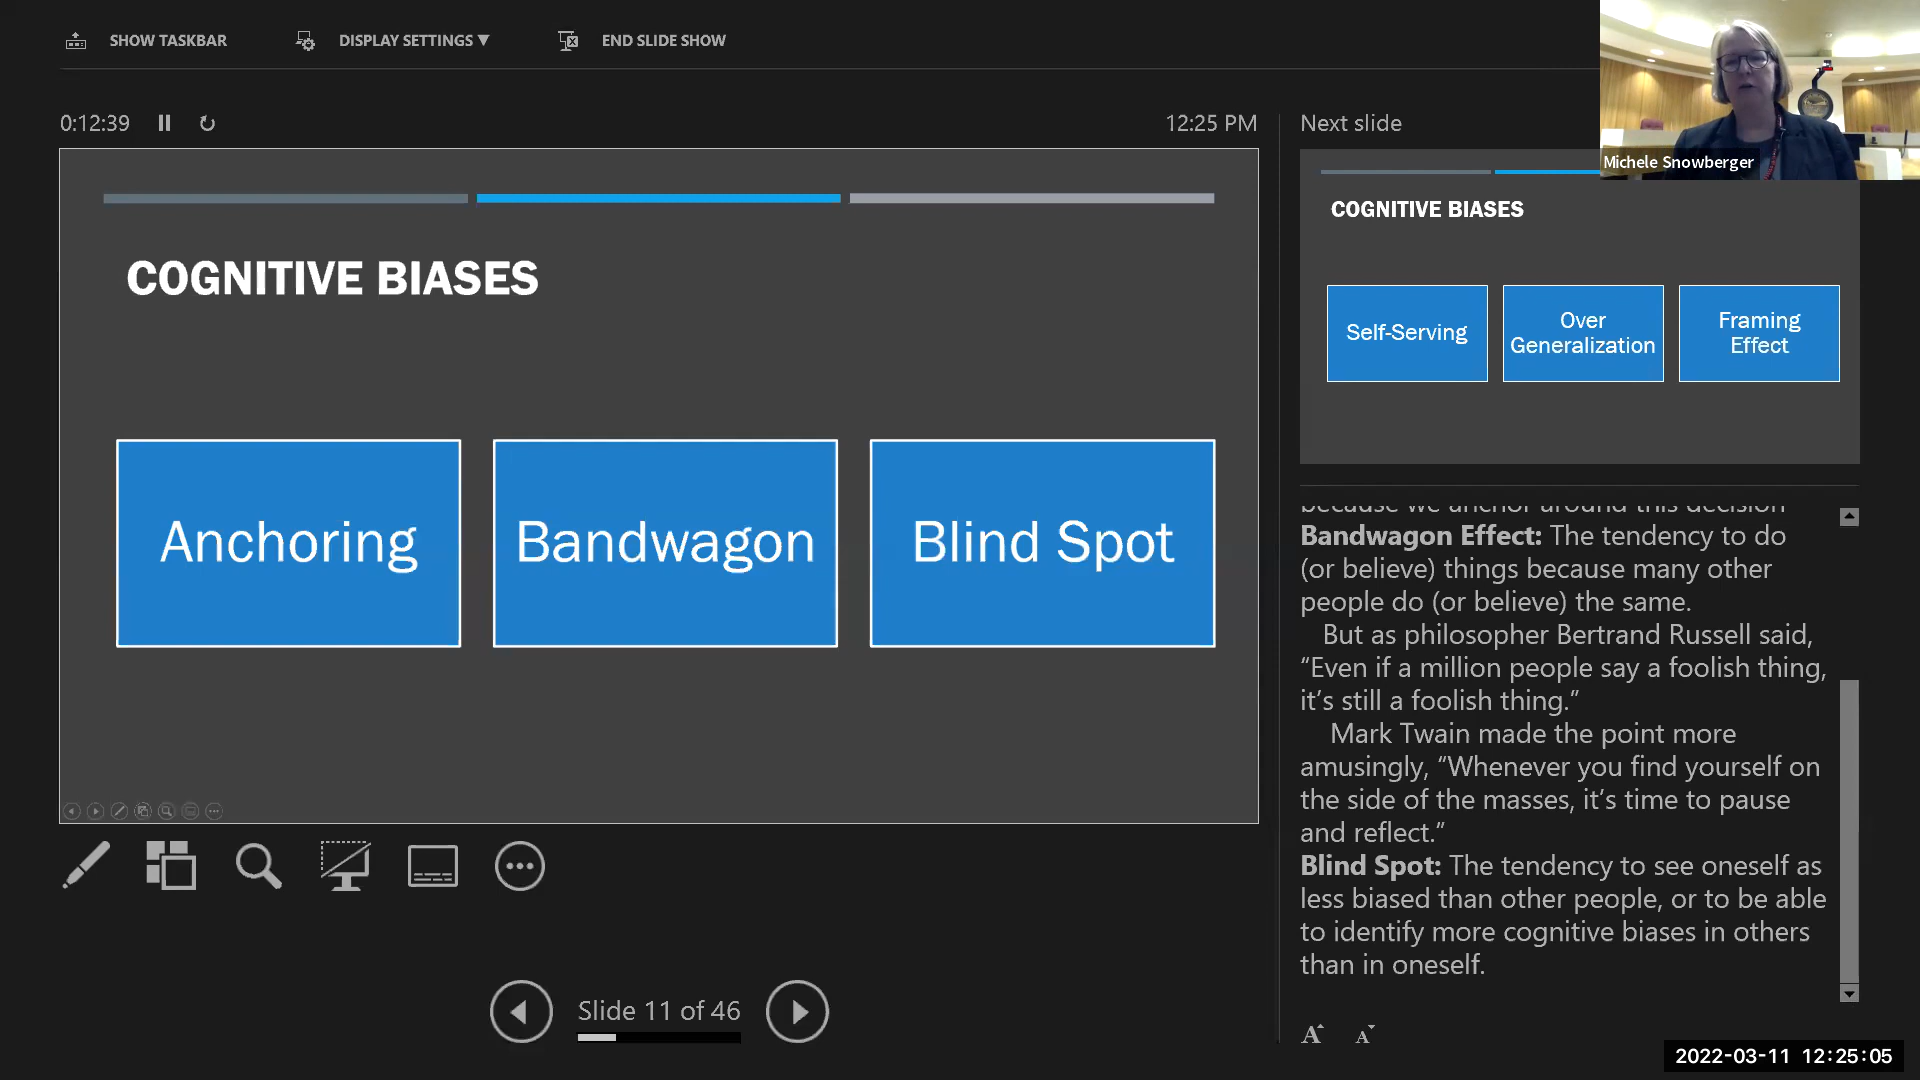 SHOW TASKBAR
DISPLAY SETTINGS ▼
END SLIDE SHOW
0:12:39
12:25 PM
COGNITIVE BIASES
Anchoring
Bandwagon
Blind Spot
Slide 11 of 46
Next slide
Michele Snowberger
COGNITIVE BIASES
Self-Serving
Over
Generalization
Framing
Effect
because we anchor around this decision
Bandwagon Effect: The tendency to do
(or believe) things because many other
people do (or believe) the same.
But as philosopher Bertrand Russell said,
“Even if a million people say a foolish thing,
it’s still a foolish thing.”
Mark Twain made the point more
amusingly, “Whenever you find yourself on
the side of the masses, it’s time to pause
and reflect.”
Blind Spot: The tendency to see oneself as
less biased than other people, or to be able
to identify more cognitive biases in others
than in oneself.
A A
2022-03-11 12:25:05